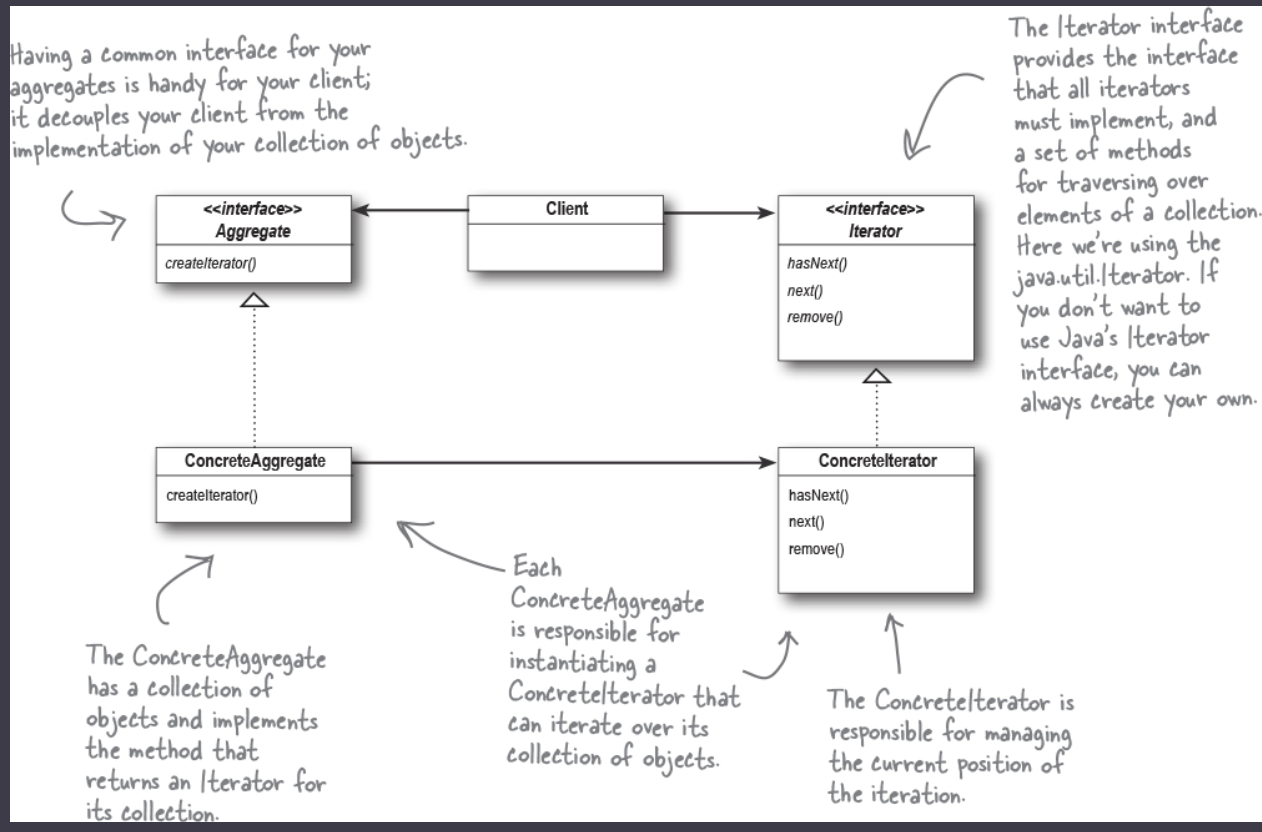 Having a common interface for your
aggregates is handy for your client;
it decouples your client from the
implementation of your collection of objects.
The Iterator interface
provides the interface
that all iterators
must implement, and
a set of methods
for traversing over
elements of a collection.
Here we're using the
java.util.Iterator. If
you don't want to
use Java's Iterator
interface, you can
always create your own.
<<interface>>
Aggregate
createIterator()
Client
<<interface>>
Iterator
hasNext()
next()
remove()
ConcreteAggregate
createIterator()
ConcreteIterator
hasNext()
next()
remove()
The ConcreteAggregate
has a collection of
objects and implements
the method that
returns an Iterator for
its collection.
Each
ConcreteAggregate
is responsible for
instantiating a
ConcreteIterator that
can iterate over its
collection of objects.
The ConcreteIterator is
responsible for managing
the current position of
the iteration.